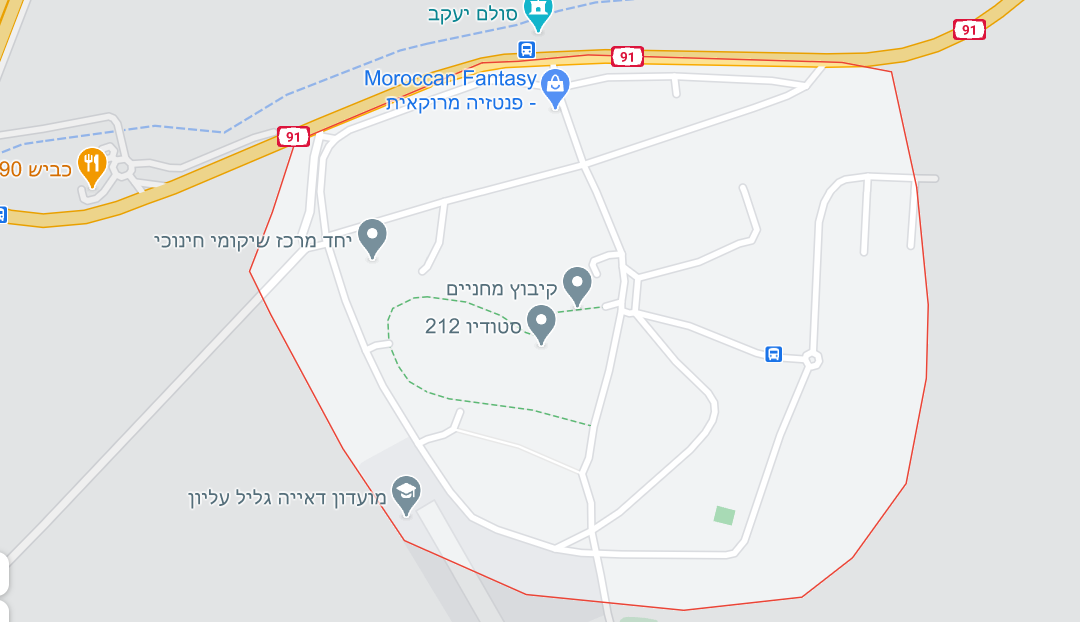 סולם יעקב
91
91
Moroccan Fantasy
- פנטזיה מרוקאית
91
כביש 90
יחד מרכז שיקומי חינוכי
קיבוץ מחניים
סטודיו 212
מועדון דאייה גליל עליון